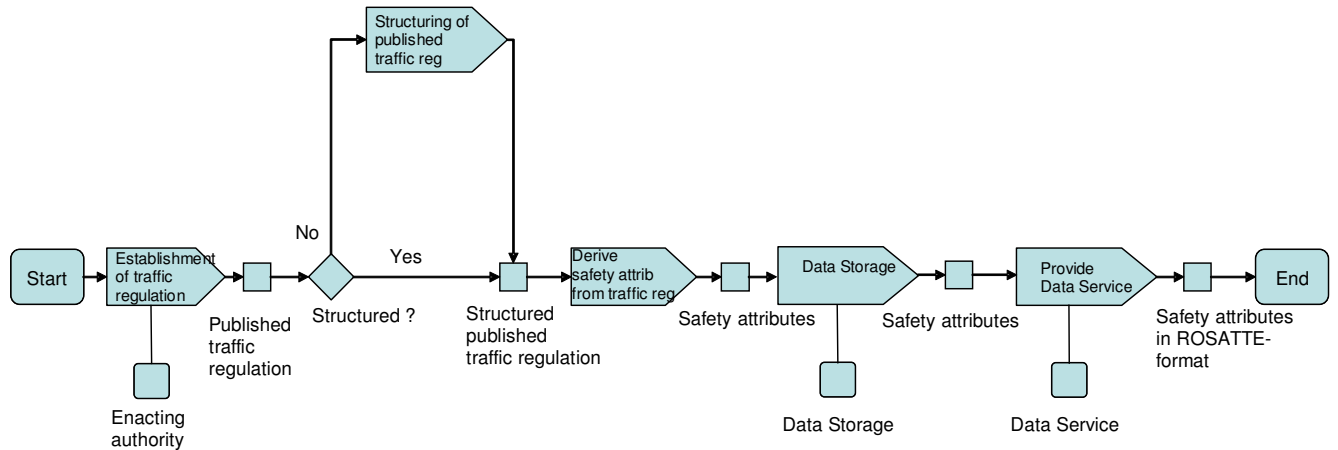 Structuring of
published
traffic reg
No
Yes
Start
Establishment
of traffic
regulation
Structured ?
Published
traffic
regulation
Enacting
authority
Structured
published
traffic regulation
Derive
safety attrib
from traffic reg
Safety attributes
Data Storage
Data Storage
Safety attributes
Provide
Data Service
Data Service
Safety attributes
in ROSATTE-
format
End